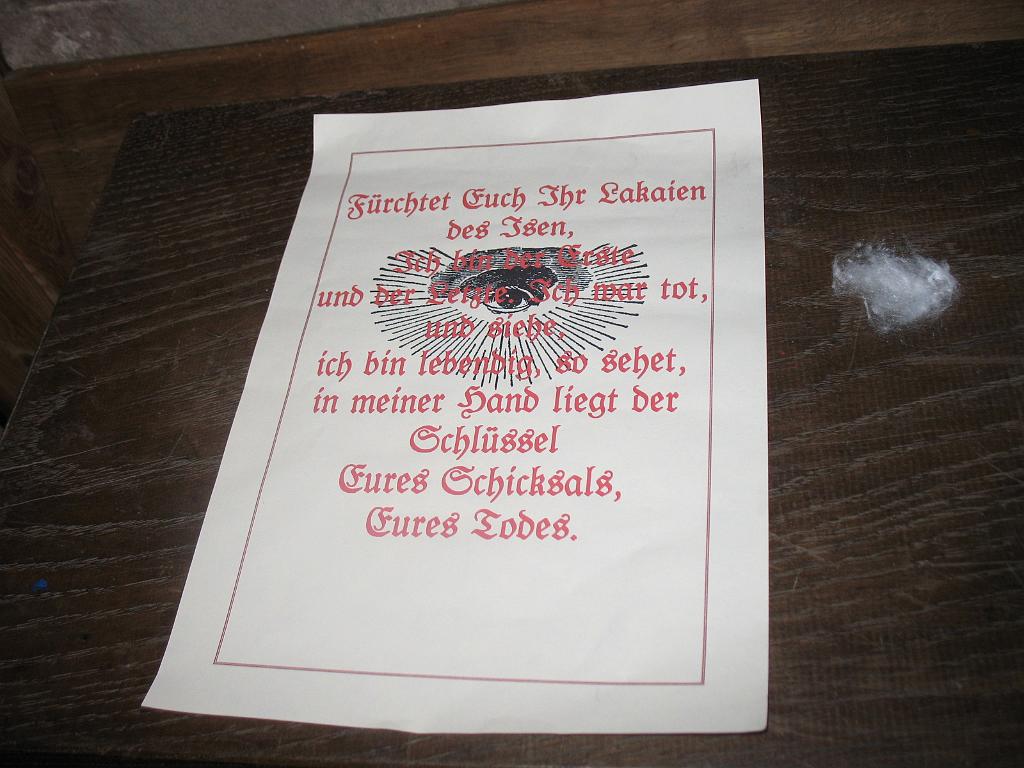 Fürchtet Euch Ihr Lakaien
des Isen,
Ich bin der Erste
und der Letzte. Ich war tot,
und siehe,
ich bin lebendig, so sehet,
in meiner Hand liegt der
Schlüssel
Eures Schicksals,
Eures Todes.